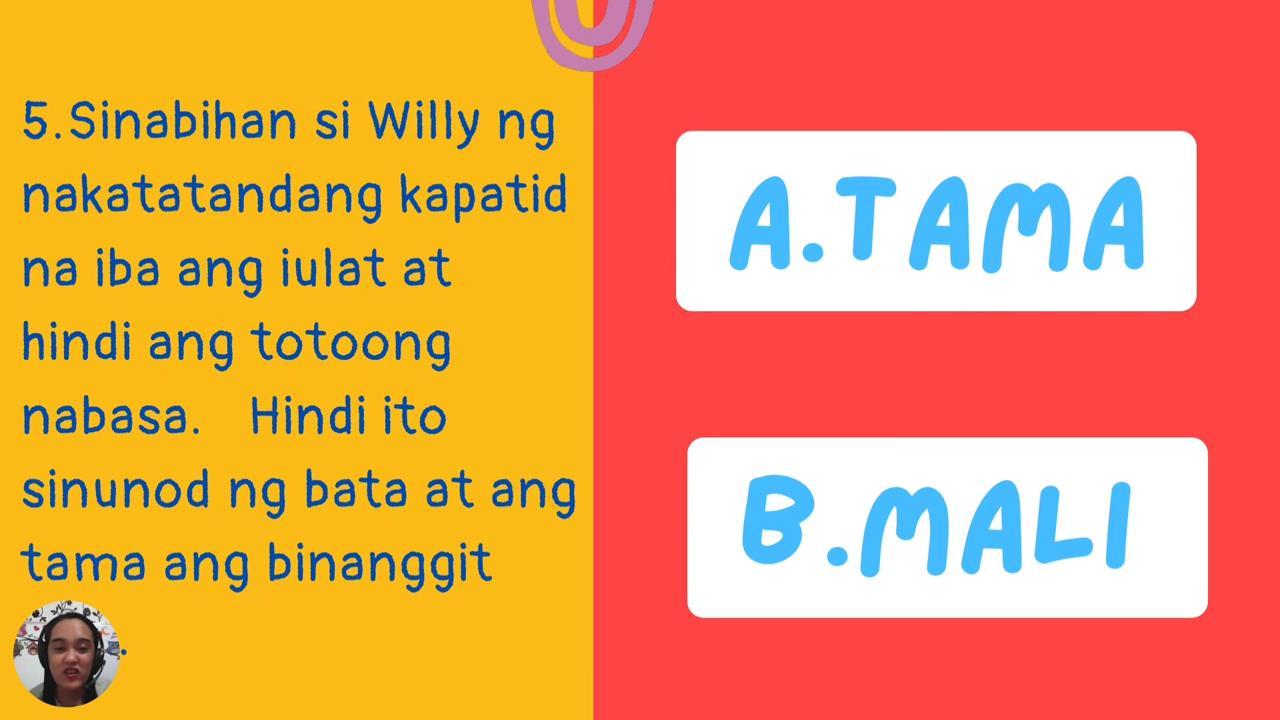 5.Sinabihan si Willy ng
nakatatandang kapatid
na iba ang iulat at
hindi ang totoong
nabasa. Hindi ito
sinunod ng bata at ang
tama ang binanggit
.
A.TAMA
B.MALI